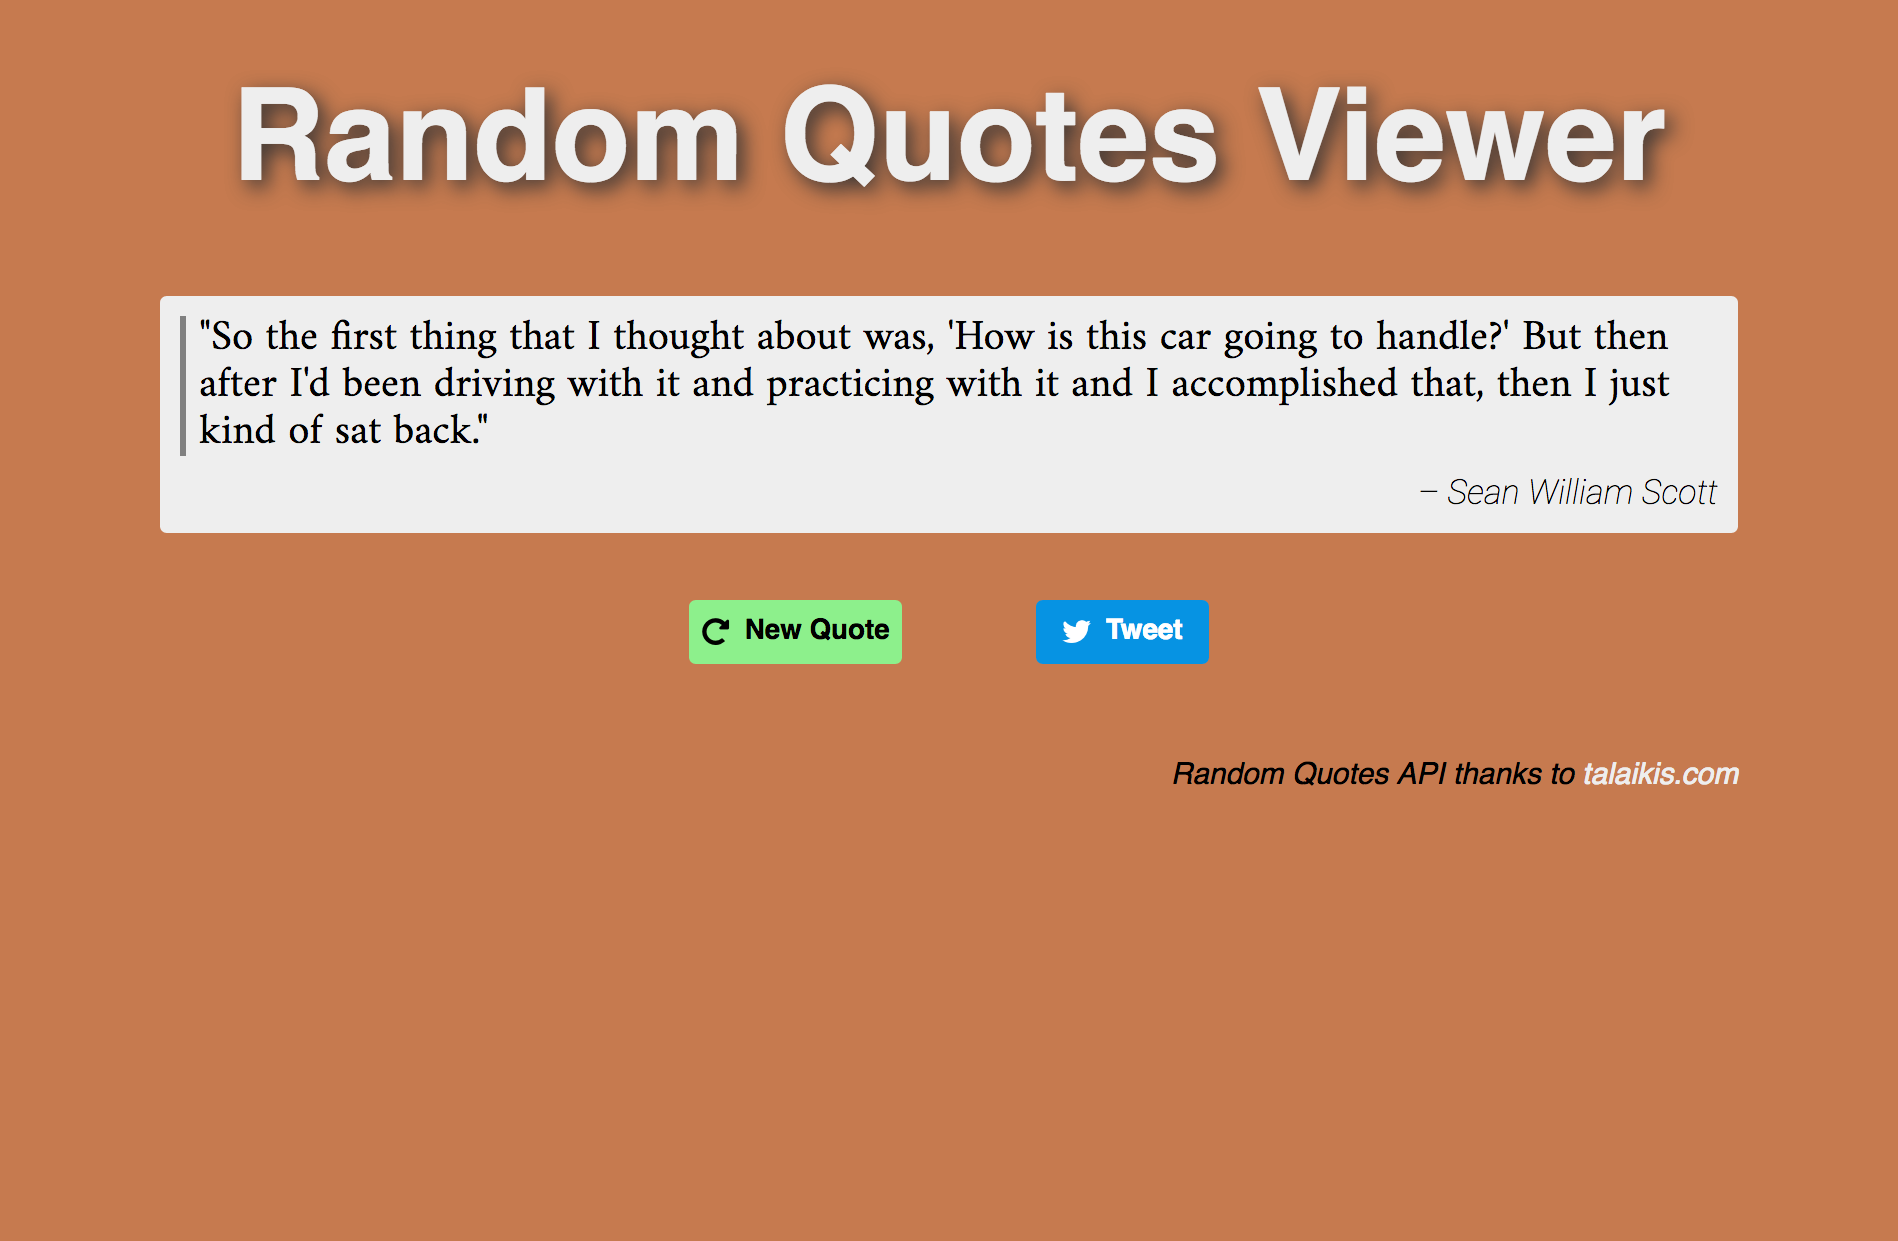 Random Quotes Viewer
"So the first thing that I thought about was, 'How is this car going to handle?' But then
after I'd been driving with it and practicing with it and I accomplished that, then I just
kind of sat back."
– Sean William Scott
New Quote
Tweet
Random Quotes API thanks to talaikis.com